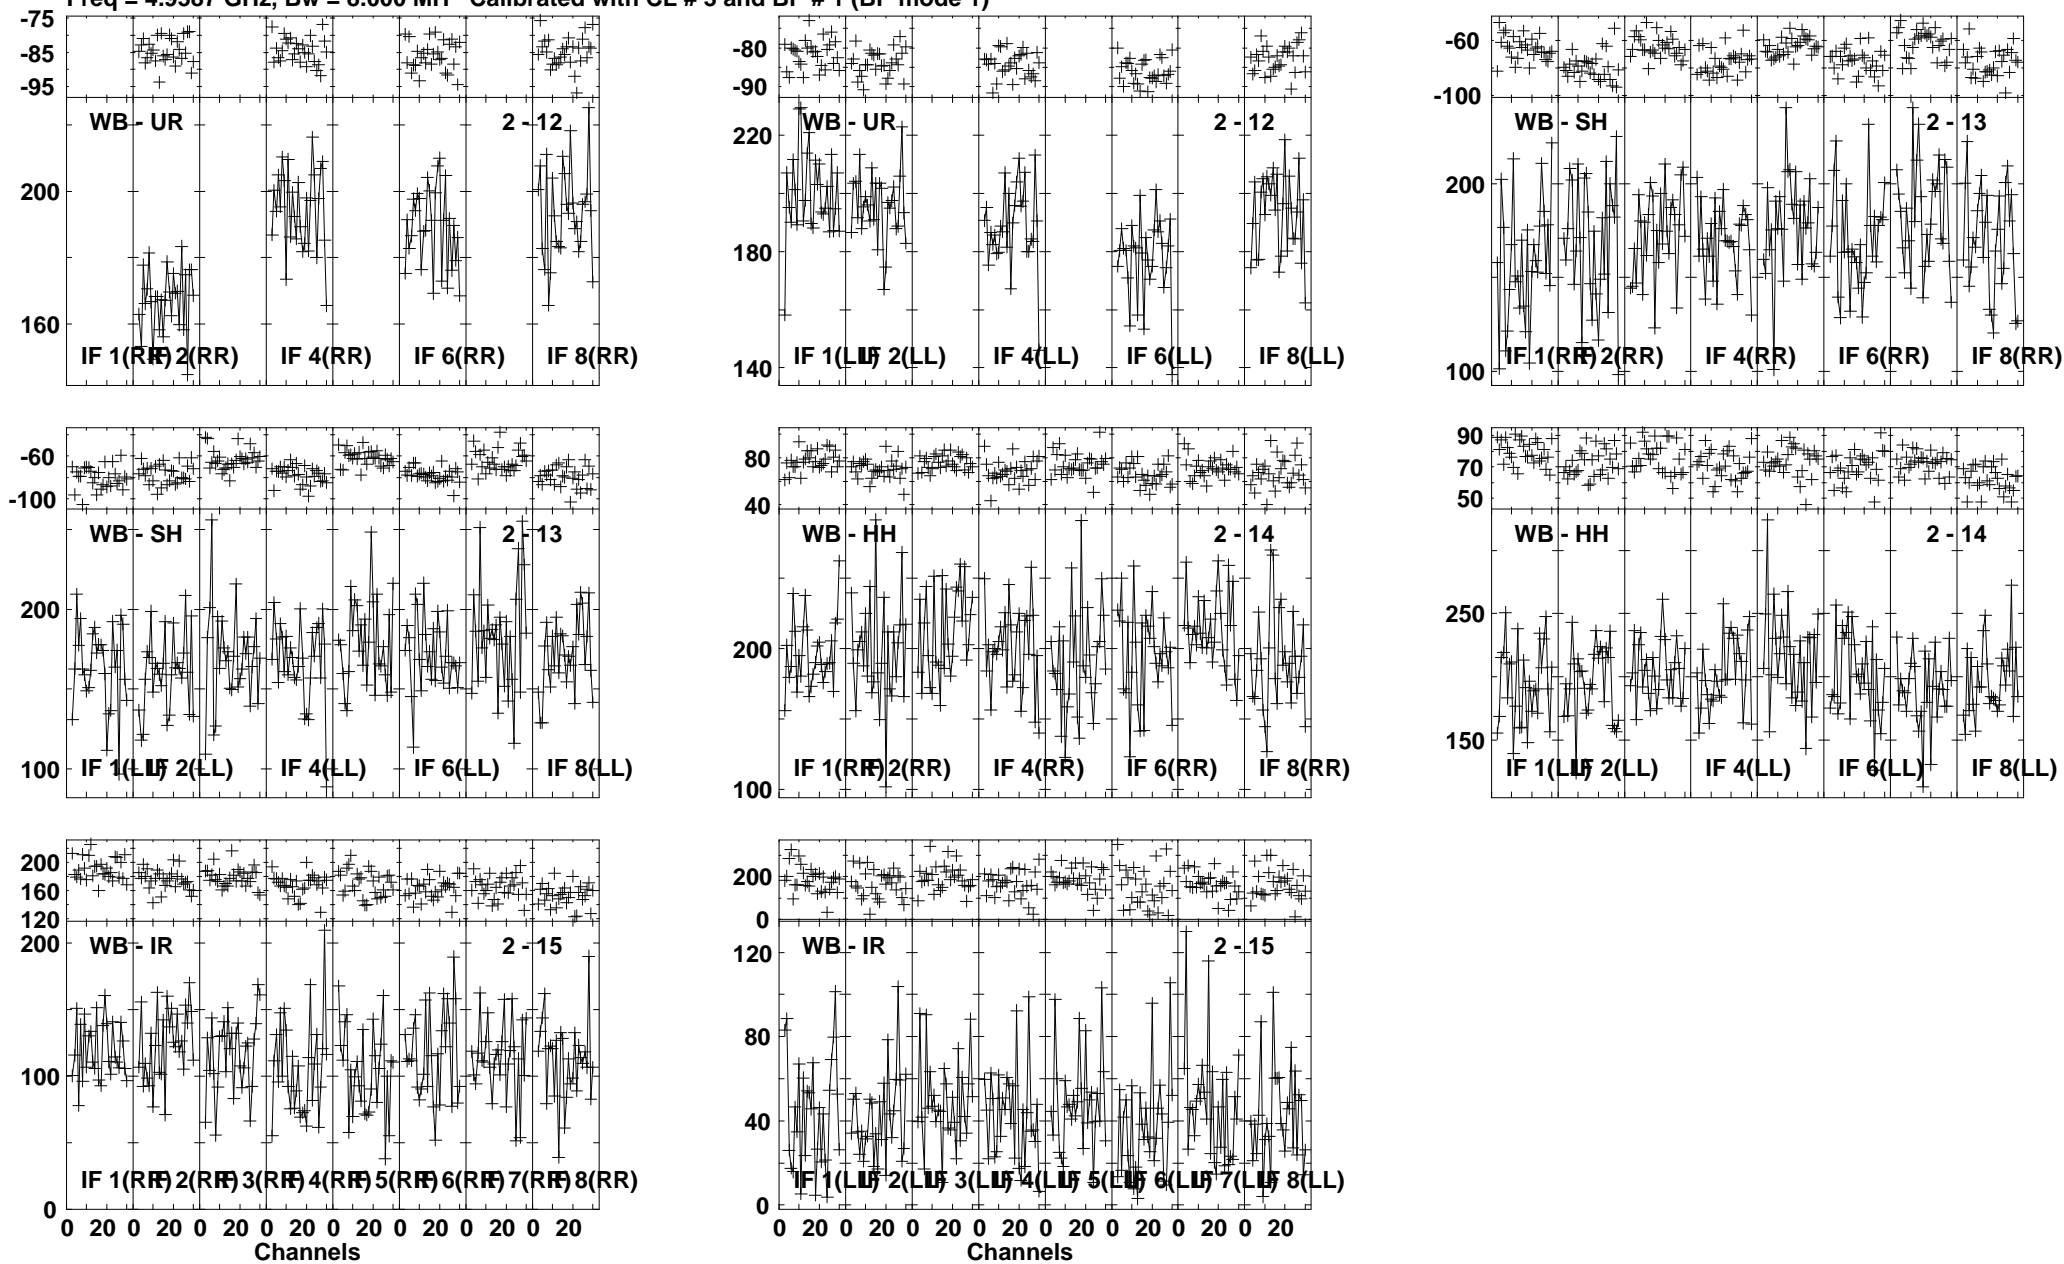 Freq = 4.9587 GHz, Bw = 8.000 MH Calibrated with CL # 3 and BP # 1 (BP mode 1)
-75
-85
-95
WB - UR 2 - 12
200
160
IF 1(RR) IF 2(RR) IF 4(RR) IF 6(RR) IF 8(RR)
-80
-90
WB - UR 2 - 12
220
180
140
IF 1(LL) IF 2(LL) IF 4(LL) IF 6(LL) IF 8(LL)
-60
-100
WB - SH 2 - 13
200
100
IF 1(RR) IF 2(RR) IF 4(RR) IF 6(RR) IF 8(RR)
-60
-100
WB - SH 2 - 13
200
100
IF 1(LL) IF 2(LL) IF 4(LL) IF 6(LL) IF 8(LL)
80
40
WB - HH 2 - 14
200
100
IF 1(RR) IF 2(RR) IF 4(RR) IF 6(RR) IF 8(RR)
90
70
50
WB - HH 2 - 14
250
150
IF 1(LL) IF 2(LL) IF 4(LL) IF 6(LL) IF 8(LL)
200
160
120
WB - IR 2 - 15
200
100
0
IF 1(RR) IF 2(RR) IF 3(RR) IF 4(RR) IF 5(RR) IF 6(RR) IF 7(RR) IF 8(RR)
0 20 0 20 0 20 0 20 0 20 0 20 0 20 0 20
Channels
200
0
WB - IR 2 - 15
120
80
40
0
IF 1(LL) IF 2(LL) IF 3(LL) IF 4(LL) IF 5(LL) IF 6(LL) IF 7(LL) IF 8(LL)
0 20 0 20 0 20 0 20 0 20 0 20 0 20 0 20
Channels